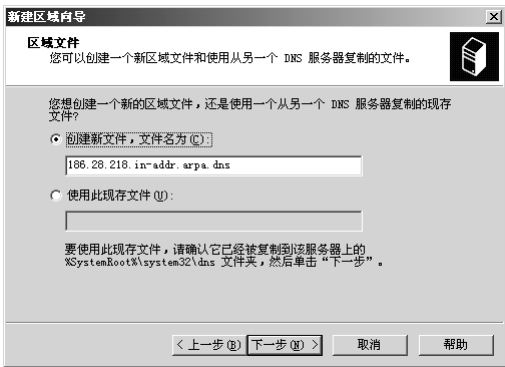 新建区域向导
区域文件
您可以创建一个新区域文件和使用从另一个 DNS 服务器复制的文件。
您想创建一个新的区域文件，还是使用一个从另一个 DNS 服务器复制的现存
文件?
创建新文件，文件名为(C):
186.28.218.in-addr.arpa.dns
使用此现存文件(U):
要使用此现存文件，请确认它已经被复制到该服务器上的
%SystemRoot%\system32\dns 文件夹，然后单击“下一步”。
< 上一步(B) 下一步(N) > 取消 帮助